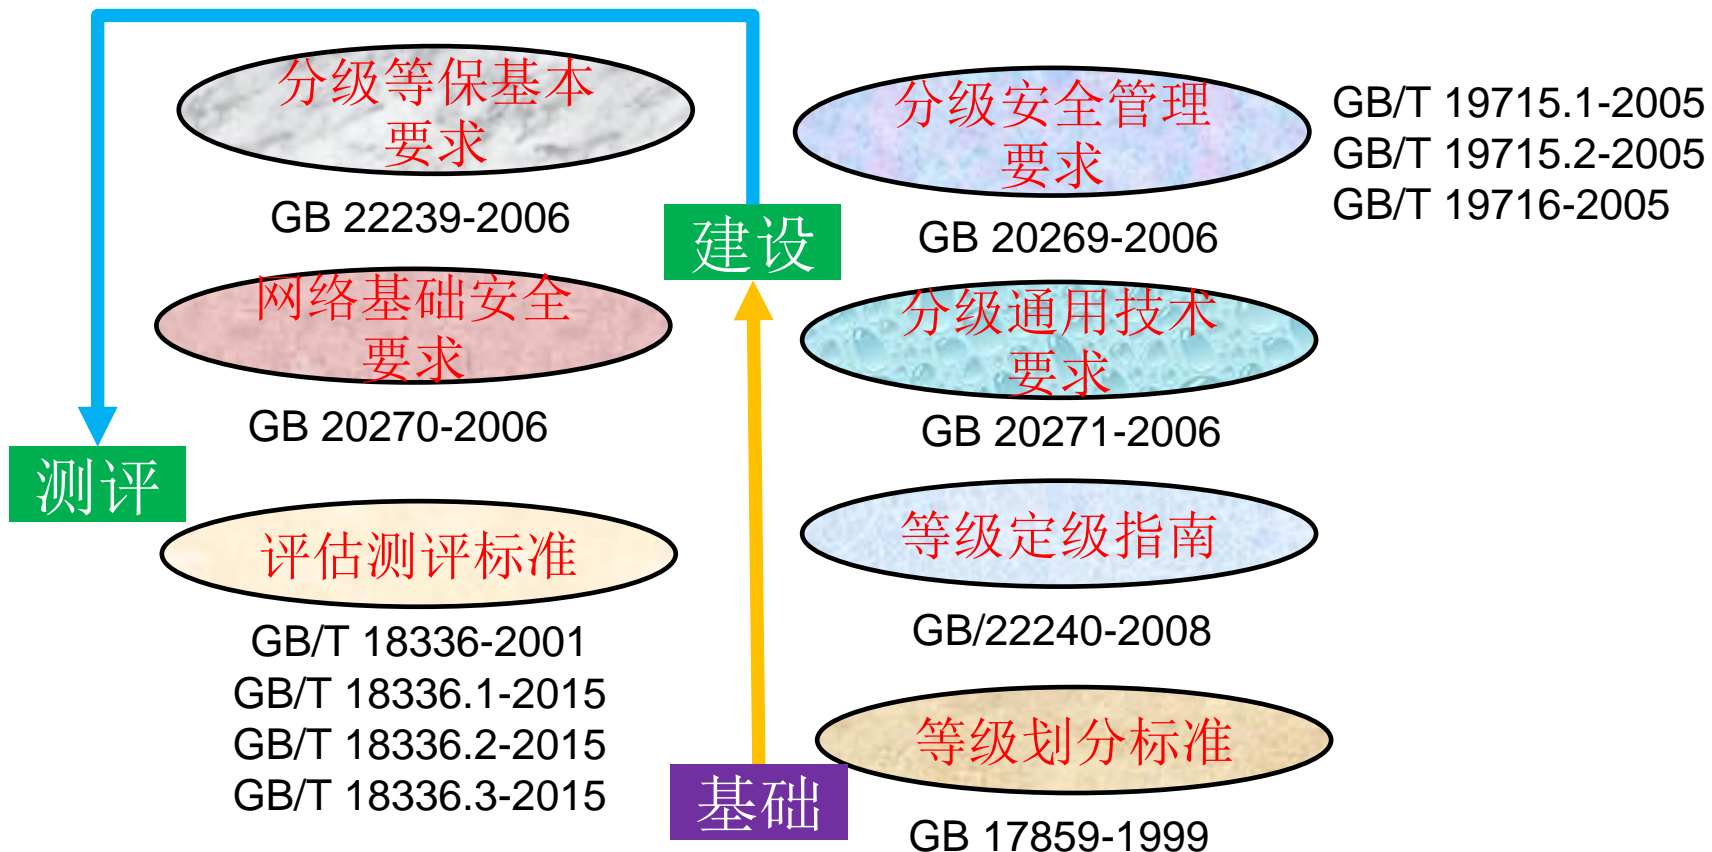 分级等保基本
要求
GB 22239-2006
网络基础安全
要求
GB 20270-2006
测评
评估测评标准
GB/T 18336-2001
GB/T 18336.1-2015
GB/T 18336.2-2015
GB/T 18336.3-2015
建设
基础
分级安全管理
要求
GB 20269-2006
GB/T 19715.1-2005
GB/T 19715.2-2005
GB/T 19716-2005
分级通用技术
要求
GB 20271-2006
等级定级指南
GB/22240-2008
等级划分标准
GB 17859-1999